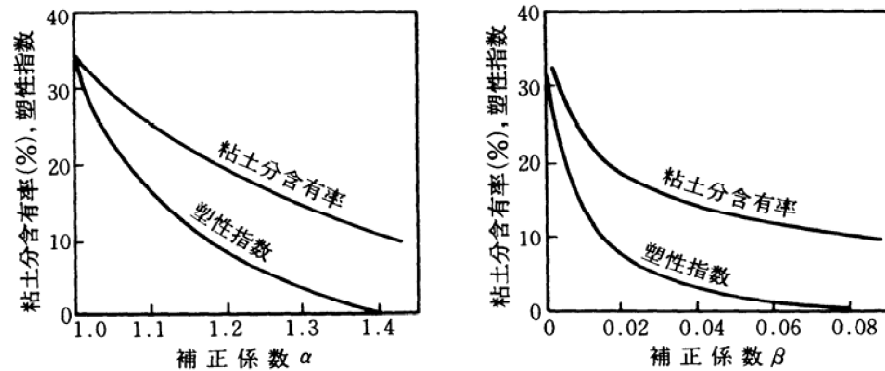 粘土分含有率(%),塑性指数
40
30
20
10
0
粘土分含有率
塑性指数
1.0 1.1 1.2 1.3 1.4
補正係数 α
粘土分含有率(%),塑性指数
40
30
20
10
0
粘土分含有率
塑性指数
0 0.02 0.04 0.06 0.08
補正係数 β